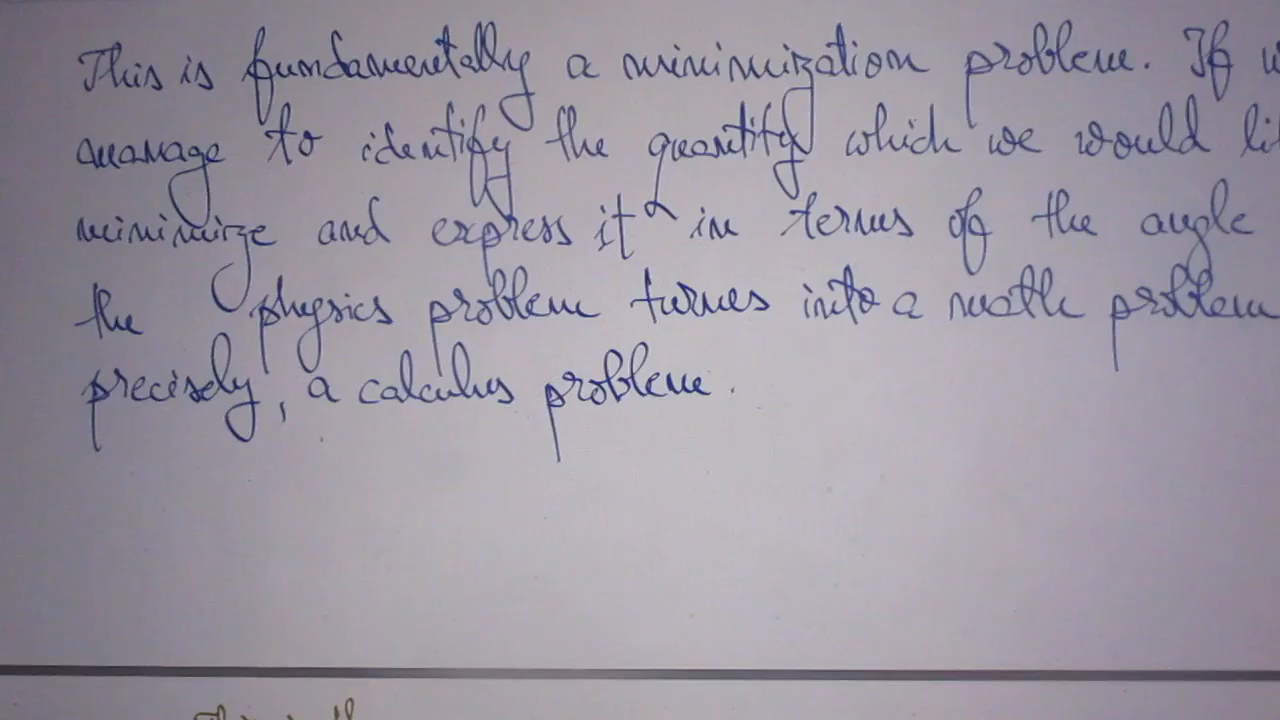 This is fundamentally a minimization problem. If
manage to identify the quantity which we would
minimize and express it in terms of the angle
the physics problem turns into a math problem
precisely, a calculus problem.